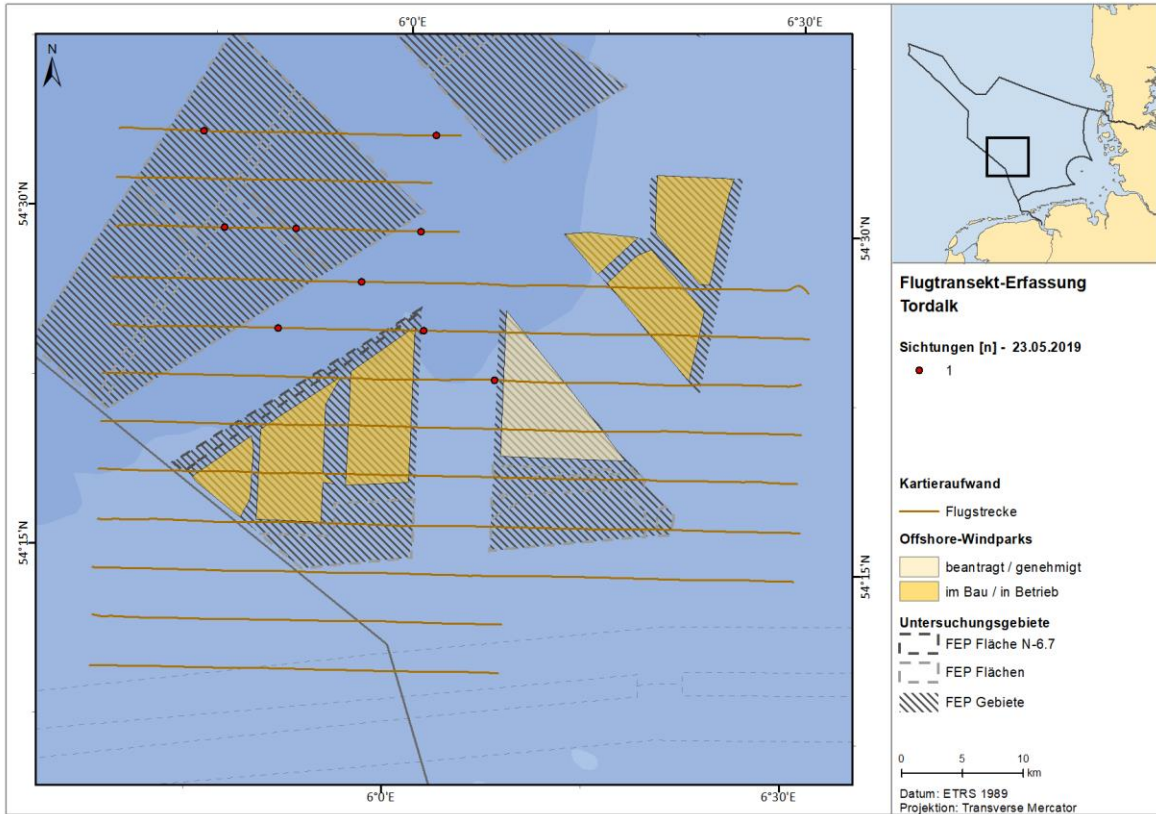 6°0'E
6°30'E
N
54°30'N
54°30'N
54°15'N
54°15'N
6°0'E
6°30'E
Flugtransekt-Erfassung
Tordalk
Sichtungen [n] - 23.05.2019
1
Kartieraufwand
Flugstrecke
Offshore-Windparks
beantragt / genehmigt
im Bau / in Betrieb
Untersuchungsgebiete
FEP Fläche N-6.7
FEP Flächen
FEP Gebiete
0 5 10
km
Datum: ETRS 1989
Projektion: Transverse Mercator